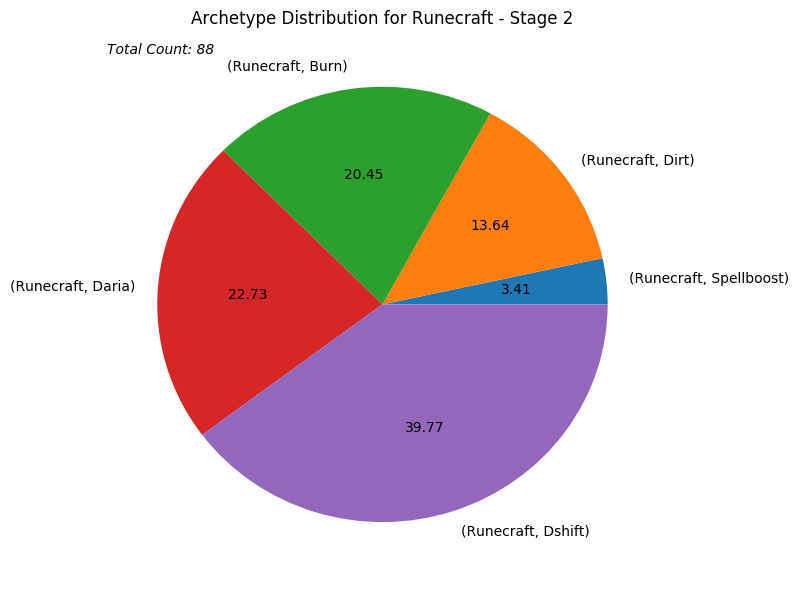 Archetype Distribution for Runecraft - Stage 2
Total Count: 88
(Runecraft, Burn)
(Runecraft, Dirt)
20.45
13.64
(Runecraft, Spellboost)
(Runecraft, Daria)
22.73
3.41
39.77
(Runecraft, Dshift)